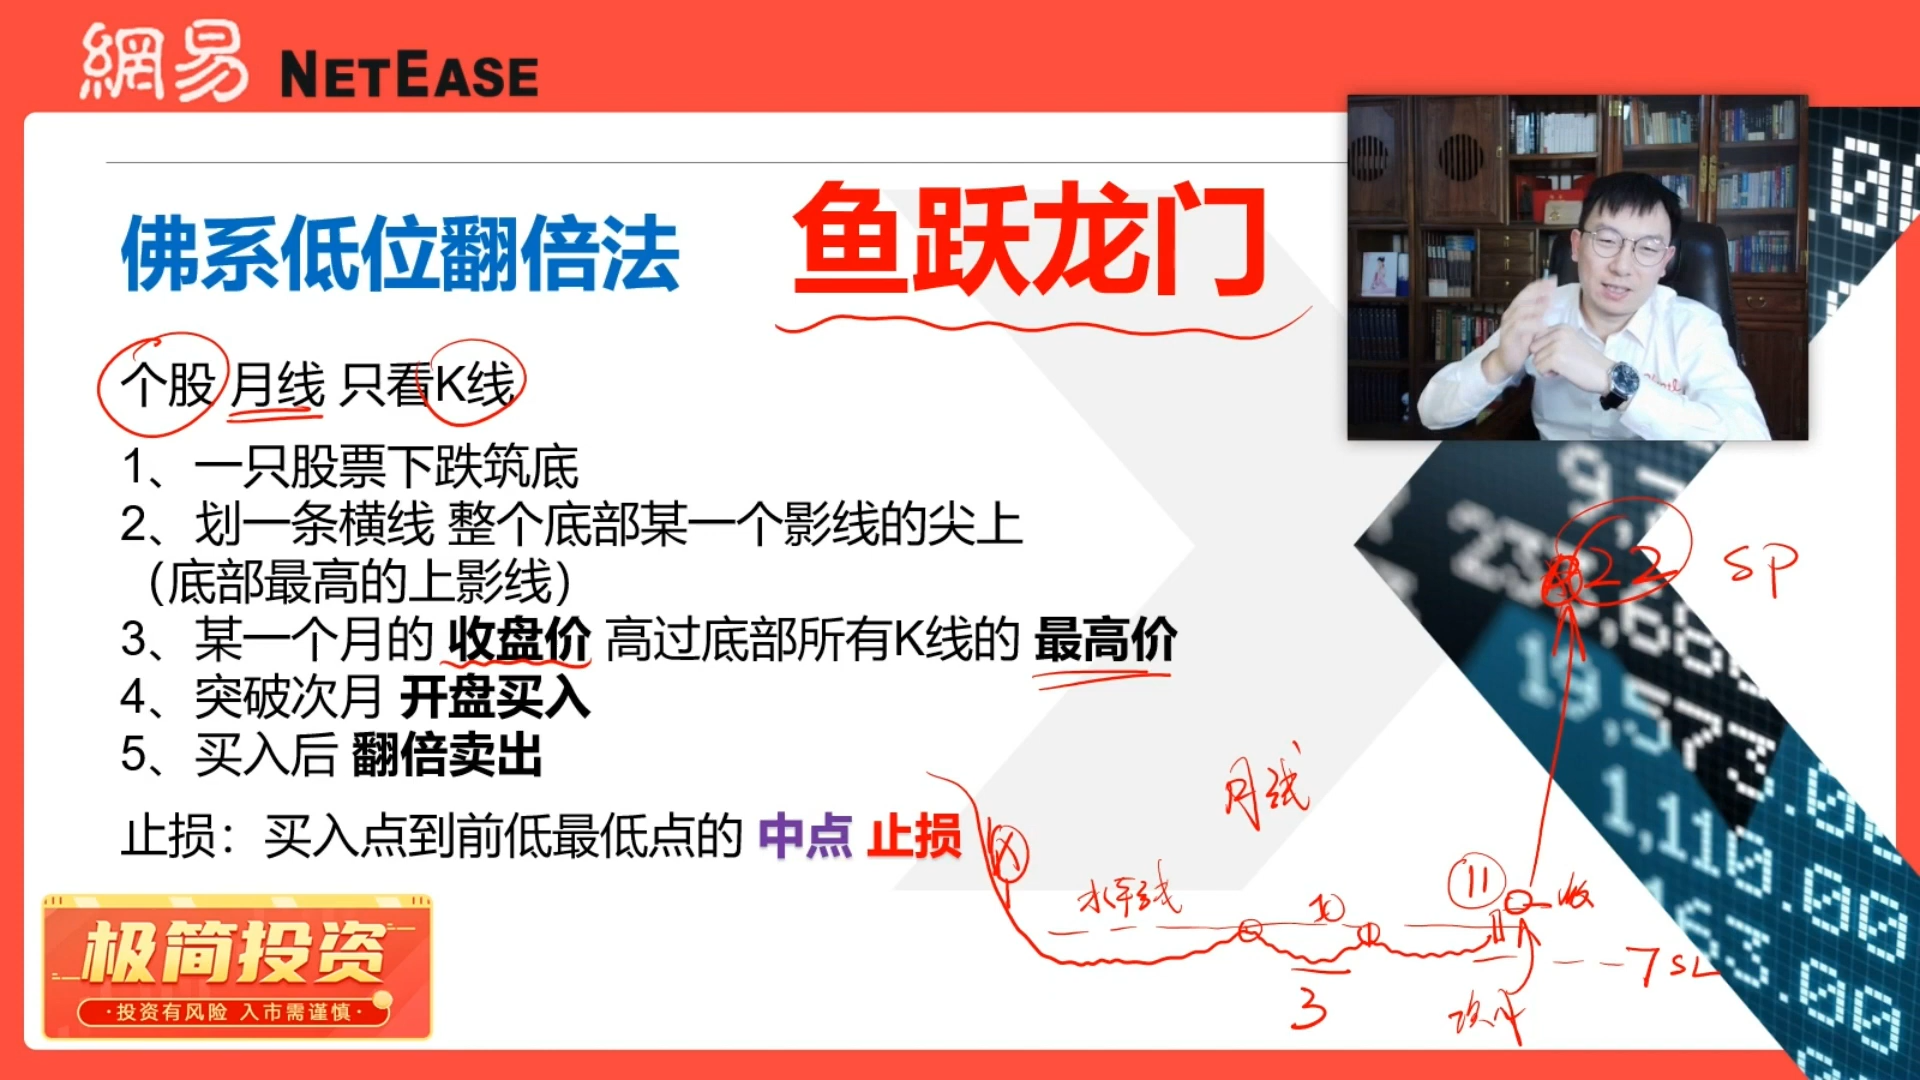 網易 NETEASE
佛系低位翻倍法 鱼跃龙门
个股 月线 只看K线
1、一只股票下跌筑底
2、划一条横线 整个底部某一个影线的尖上
（底部最高的上影线）
3、某一个月的 收盘价 高过底部所有K线的 最高价
4、突破次月 开盘买入
5、买入后 翻倍卖出
止损：买入点到前低最低点的 中点 止损
极简投资
·投资有风险 入市需谨慎·
22 SP
月线
水平线
10
11
收
7 SL
3
次月